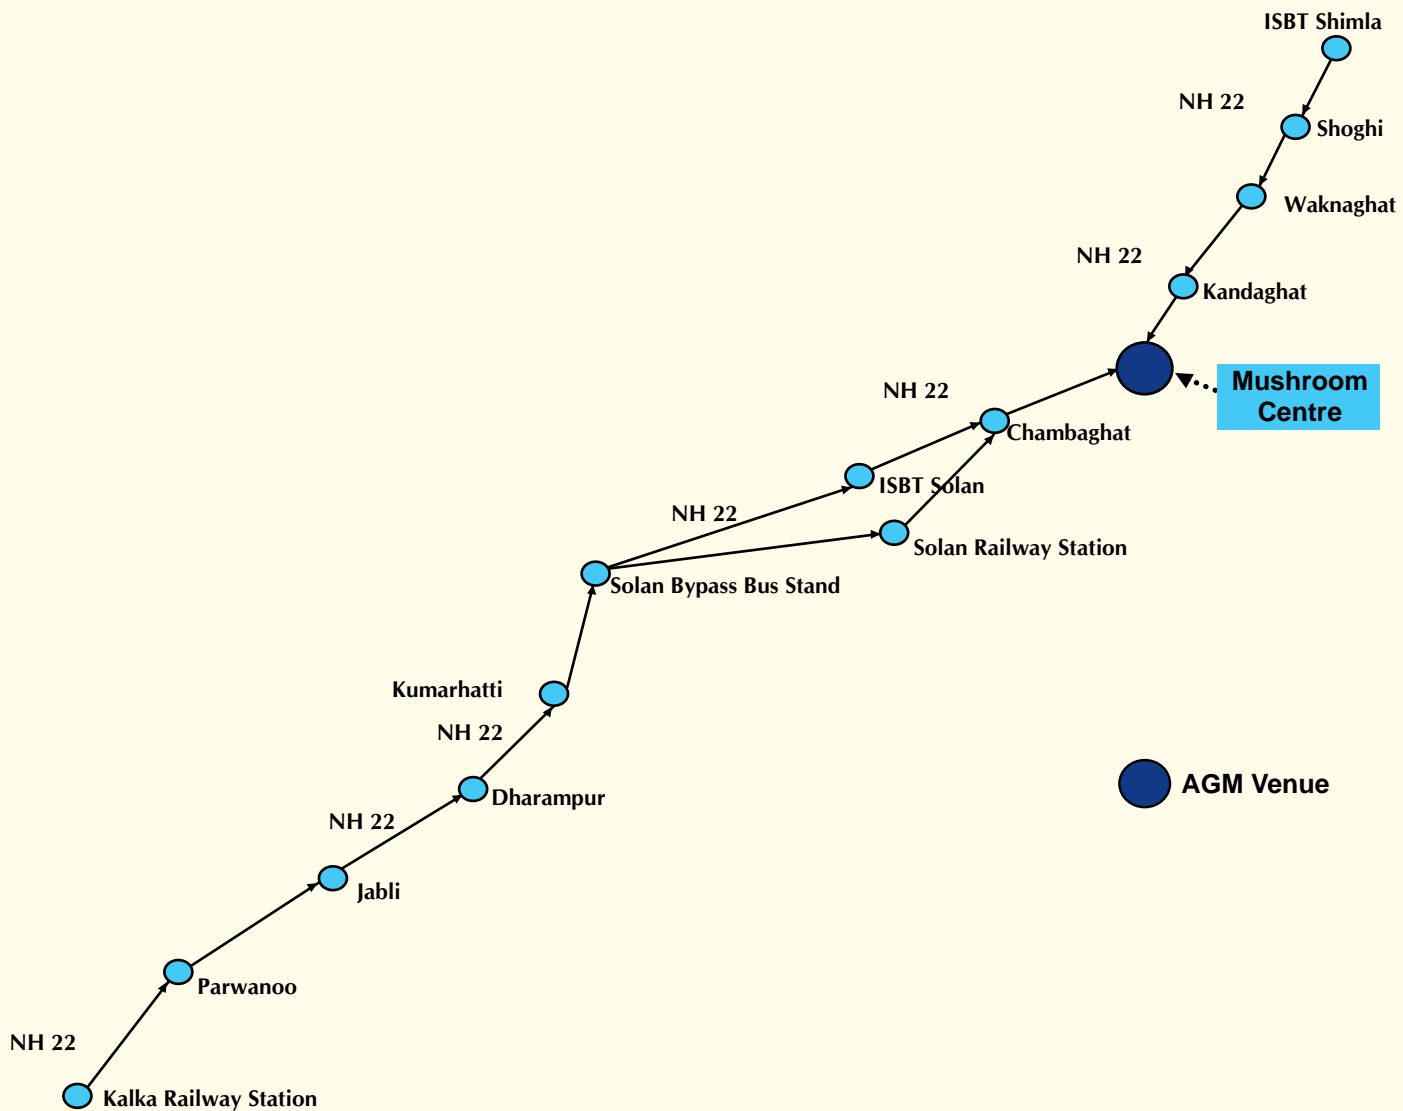 ISBT Shimla
NH 22
Shoghi
Waknaghat
NH 22
Kandaghat
Mushroom
Centre
NH 22
Chambaghat
ISBT Solan
NH 22
Solan Railway Station
Solan Bypass Bus Stand
Kumarhatti
NH 22
AGM Venue
Dharampur
NH 22
Jabli
Parwanoo
NH 22
Kalka Railway Station